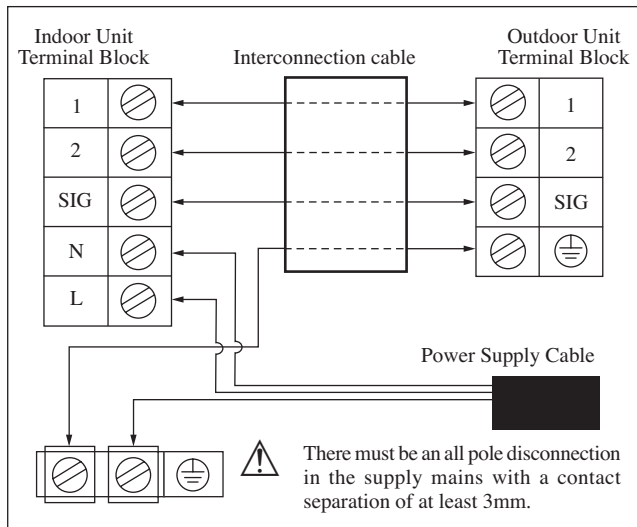 Indoor Unit
Terminal Block
Interconnection cable
Outdoor Unit
Terminal Block
1
2
SIG
N
L
1
2
SIG
Power Supply Cable
There must be an all pole disconnection
in the supply mains with a contact
separation of at least 3mm.